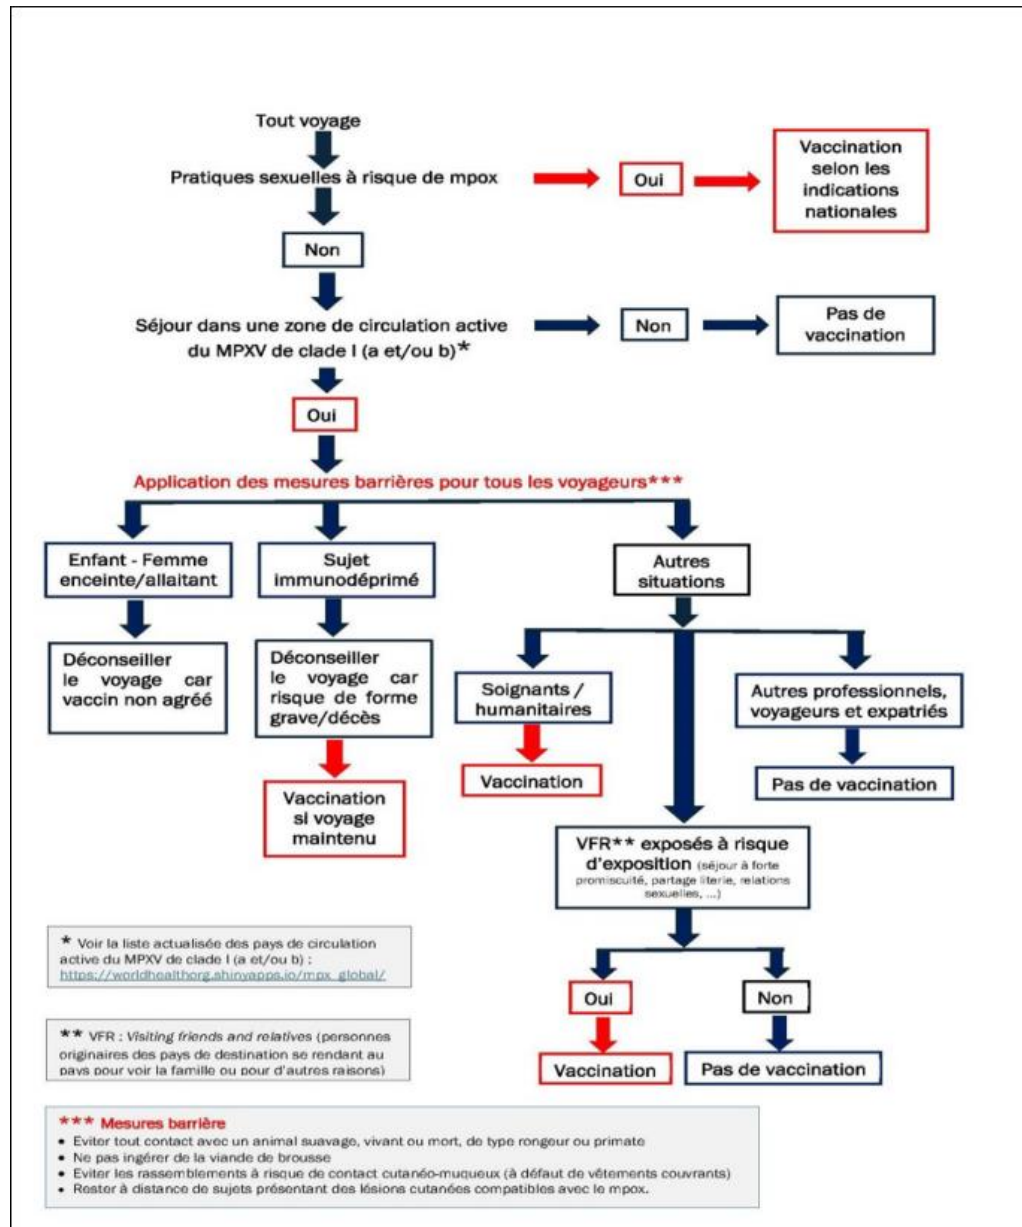 Tout voyage
Pratiques sexuelles à risque de mpox
Oui
Vaccination
selon les
indications
nationales
Non
Séjour dans une zone de circulation active
du MPXV de clade I (a et/ou b)*
Non
Pas de
vaccination
Oui
Application des mesures barrières pour tous les voyageurs***
Enfant - Femme
enceinte/allaitant
Sujet
immunodéprimé
Autres
situations
Déconseiller
le voyage car
vaccin non agréé
Déconseiller
le voyage car
risque de forme
grave/décès
Soignants /
humanitaires
Autres professionnels,
voyageurs et expatriés
Vaccination
si voyage
maintenu
Vaccination
Pas de vaccination
VFR** exposés à risque
d'exposition (séjour à forte
promiscuité, partage literie, relations
sexuelles, ...)
Oui
Non
Vaccination
Pas de vaccination
* Voir la liste actualisée des pays de circulation
active du MPXV de clade I (a et/ou b) :
https://worldhealthorg.shinyapps.io/mpx_global/
** VFR : Visiting friends and relatives (personnes
originaires des pays de destination se rendant au
pays pour voir la famille ou pour d'autres raisons)
*** Mesures barrière
• Eviter tout contact avec un animal suavage, vivant ou mort, de type rongeur ou primate
• Ne pas ingérer de la viande de brousse
• Eviter les rassemblements à risque de contact cutanéo-muqueux (à défaut de vêtements couvrants)
• Rester à distance de sujets présentant des lésions cutanées compatibles avec le mpox.